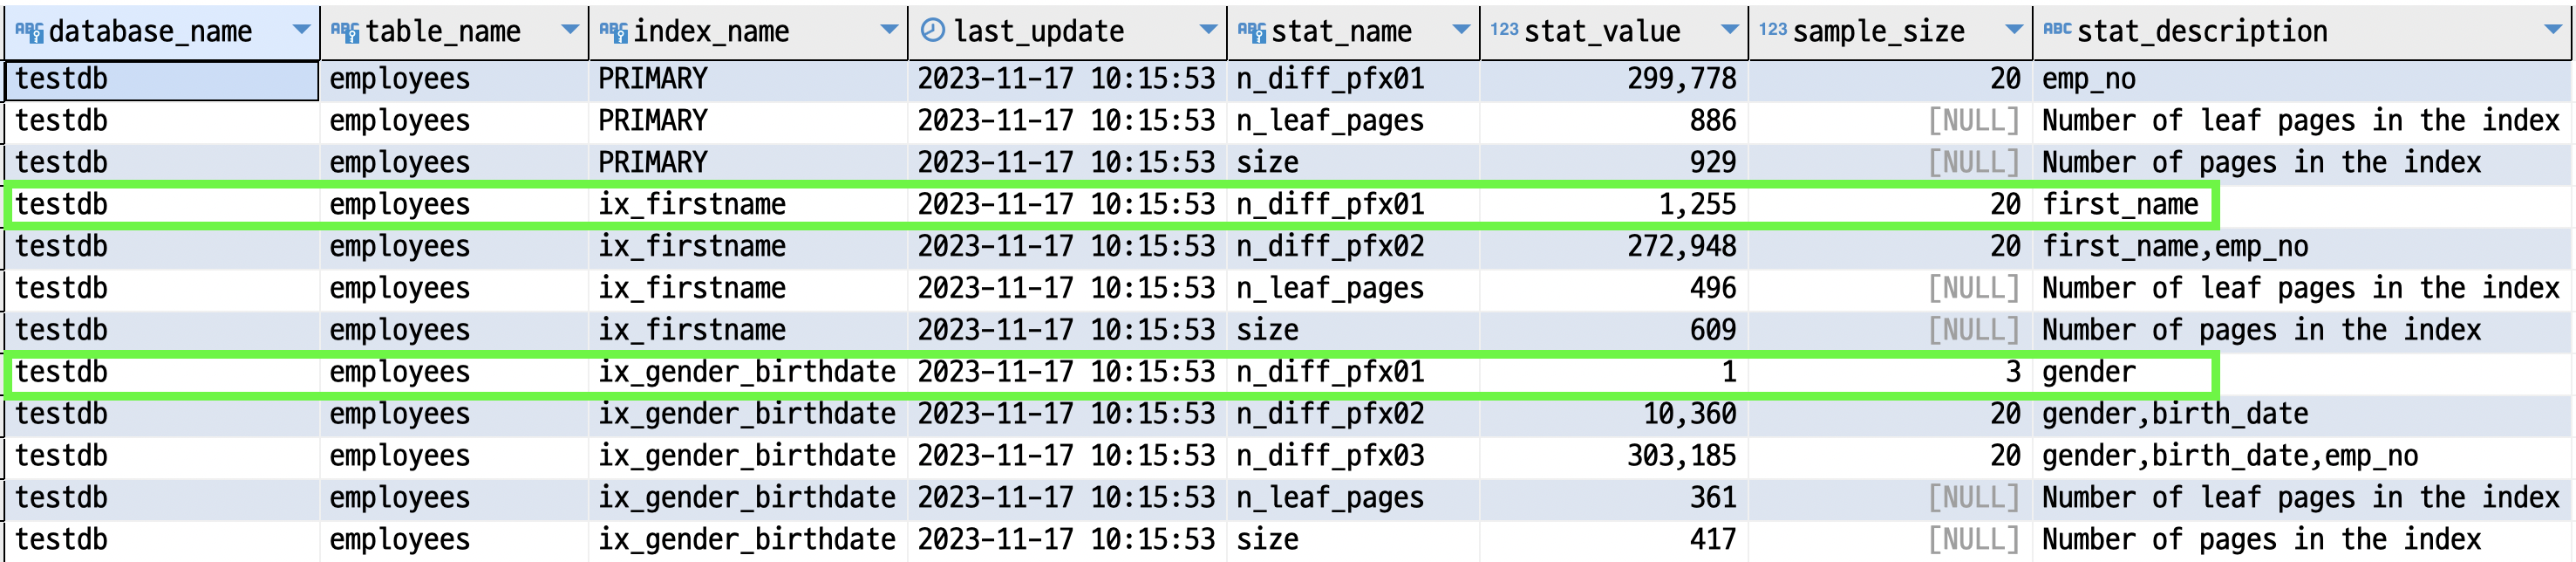 database_name table_name index_name last_update stat_name 123 stat_value 123 sample_size ABC stat_description
testdb employees PRIMARY 2023-11-17 10:15:53 n_diff_pfx01 299,778 20 emp_no
testdb employees PRIMARY 2023-11-17 10:15:53 n_leaf_pages 886 [NULL] Number of leaf pages in the index
testdb employees PRIMARY 2023-11-17 10:15:53 size 929 [NULL] Number of pages in the index
testdb employees ix_firstname 2023-11-17 10:15:53 n_diff_pfx01 1,255 20 first_name
testdb employees ix_firstname 2023-11-17 10:15:53 n_diff_pfx02 272,948 20 first_name,emp_no
testdb employees ix_firstname 2023-11-17 10:15:53 n_leaf_pages 496 [NULL] Number of leaf pages in the index
testdb employees ix_firstname 2023-11-17 10:15:53 size 609 [NULL] Number of pages in the index
testdb employees ix_gender_birthdate 2023-11-17 10:15:53 n_diff_pfx01 1 3 gender
testdb employees ix_gender_birthdate 2023-11-17 10:15:53 n_diff_pfx02 10,360 20 gender,birth_date
testdb employees ix_gender_birthdate 2023-11-17 10:15:53 n_diff_pfx03 303,185 20 gender,birth_date,emp_no
testdb employees ix_gender_birthdate 2023-11-17 10:15:53 n_leaf_pages 361 [NULL] Number of leaf pages in the index
testdb employees ix_gender_birthdate 2023-11-17 10:15:53 size 417 [NULL] Number of pages in the index